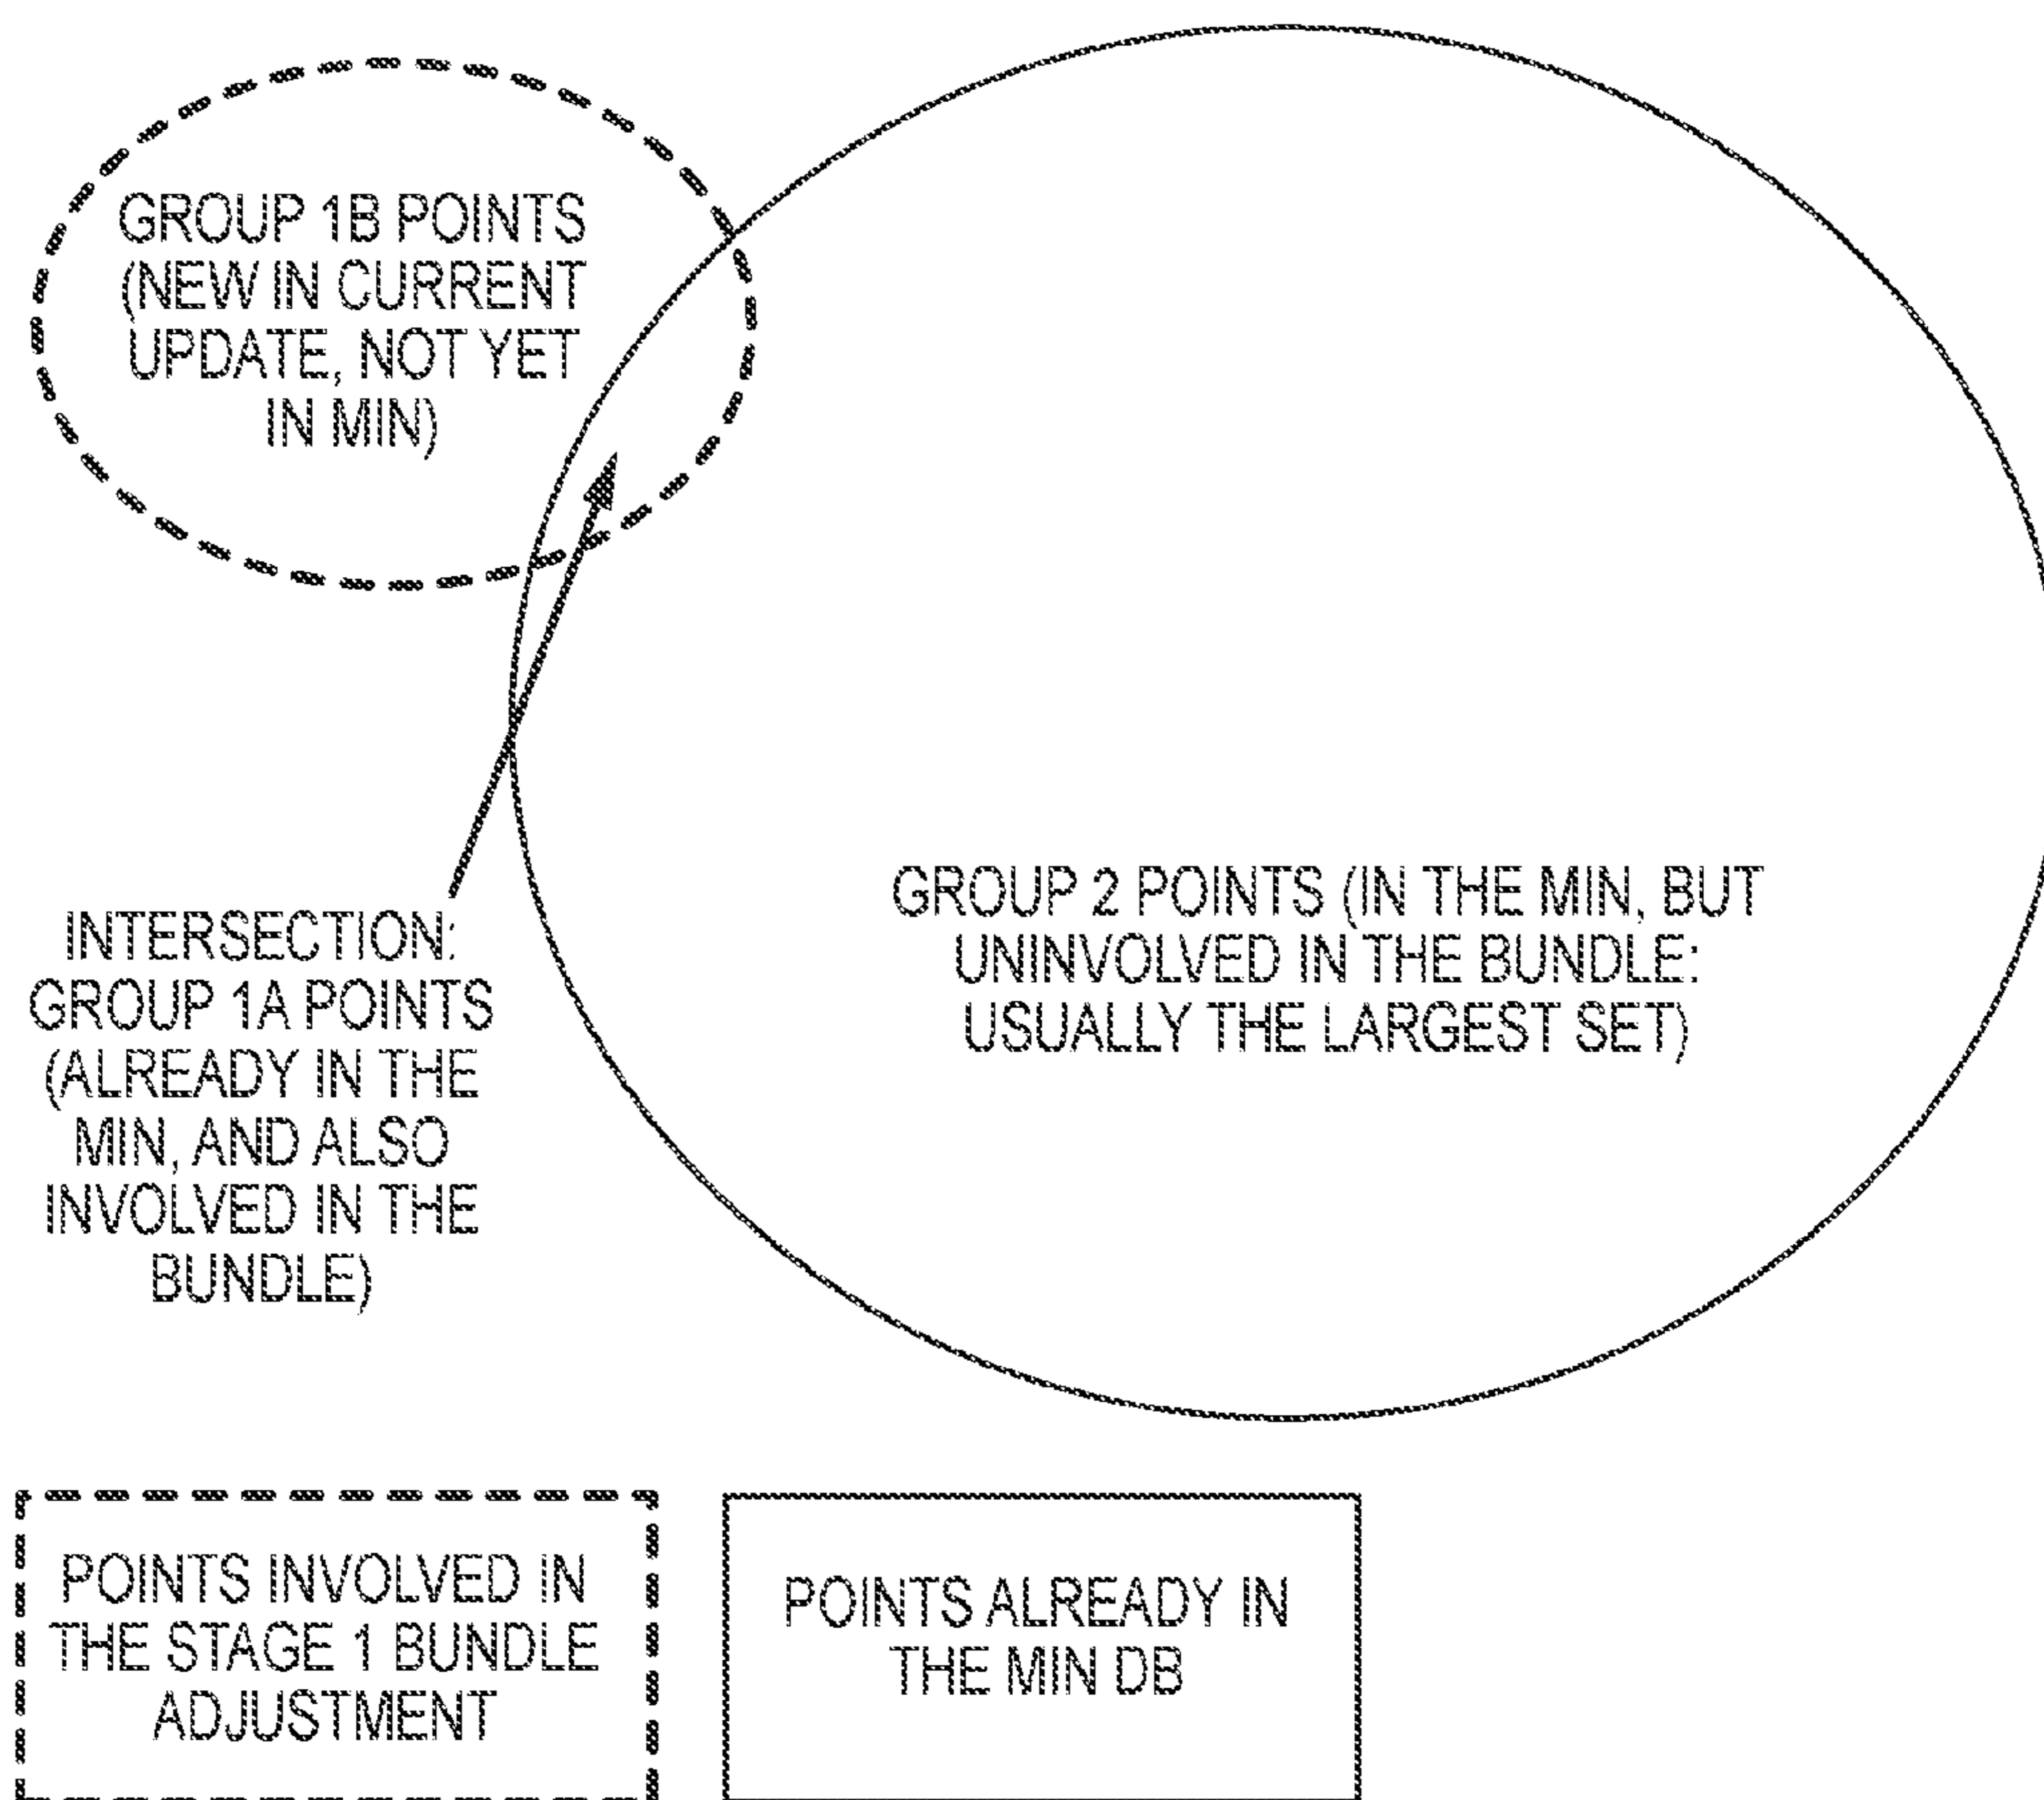 GROUP 1B POINTS
(NEW IN CURRENT
UPDATE, NOT YET
IN MIN)
INTERSECTION:
GROUP 1A POINTS
(ALREADY IN THE
MIN, AND ALSO
INVOLVED IN THE
BUNDLE)
GROUP 2 POINTS (IN THE MIN, BUT
UNINVOLVED IN THE BUNDLE:
USUALLY THE LARGEST SET)
POINTS INVOLVED IN
THE STAGE 1 BUNDLE
ADJUSTMENT
POINTS ALREADY IN
THE MIN DB